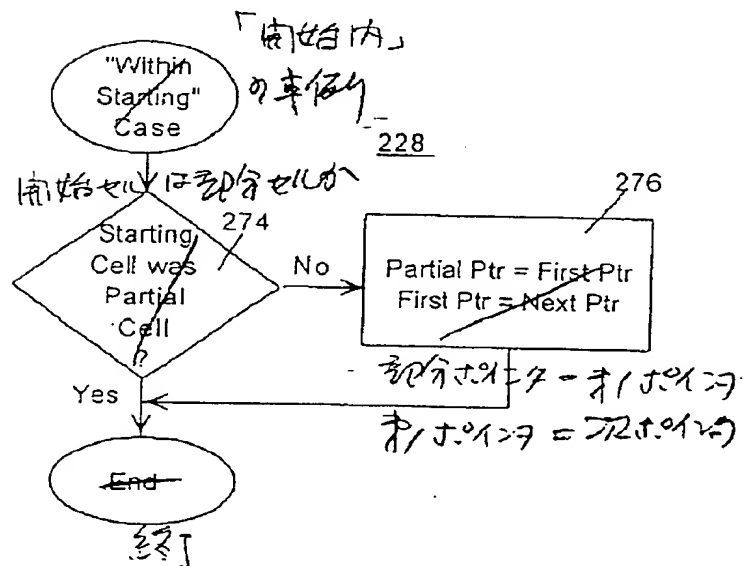 「開始内」
の事例
"Within
Starting"
Case
228
開始セルは部分セルか
276
274
Starting
Cell was
Partial
Cell
?
No
Partial Ptr = First Ptr
First Ptr = Next Ptr
部分ポインタ = 第1ポインタ
Yes
第1ポインタ = 次ポインタ
End
終了